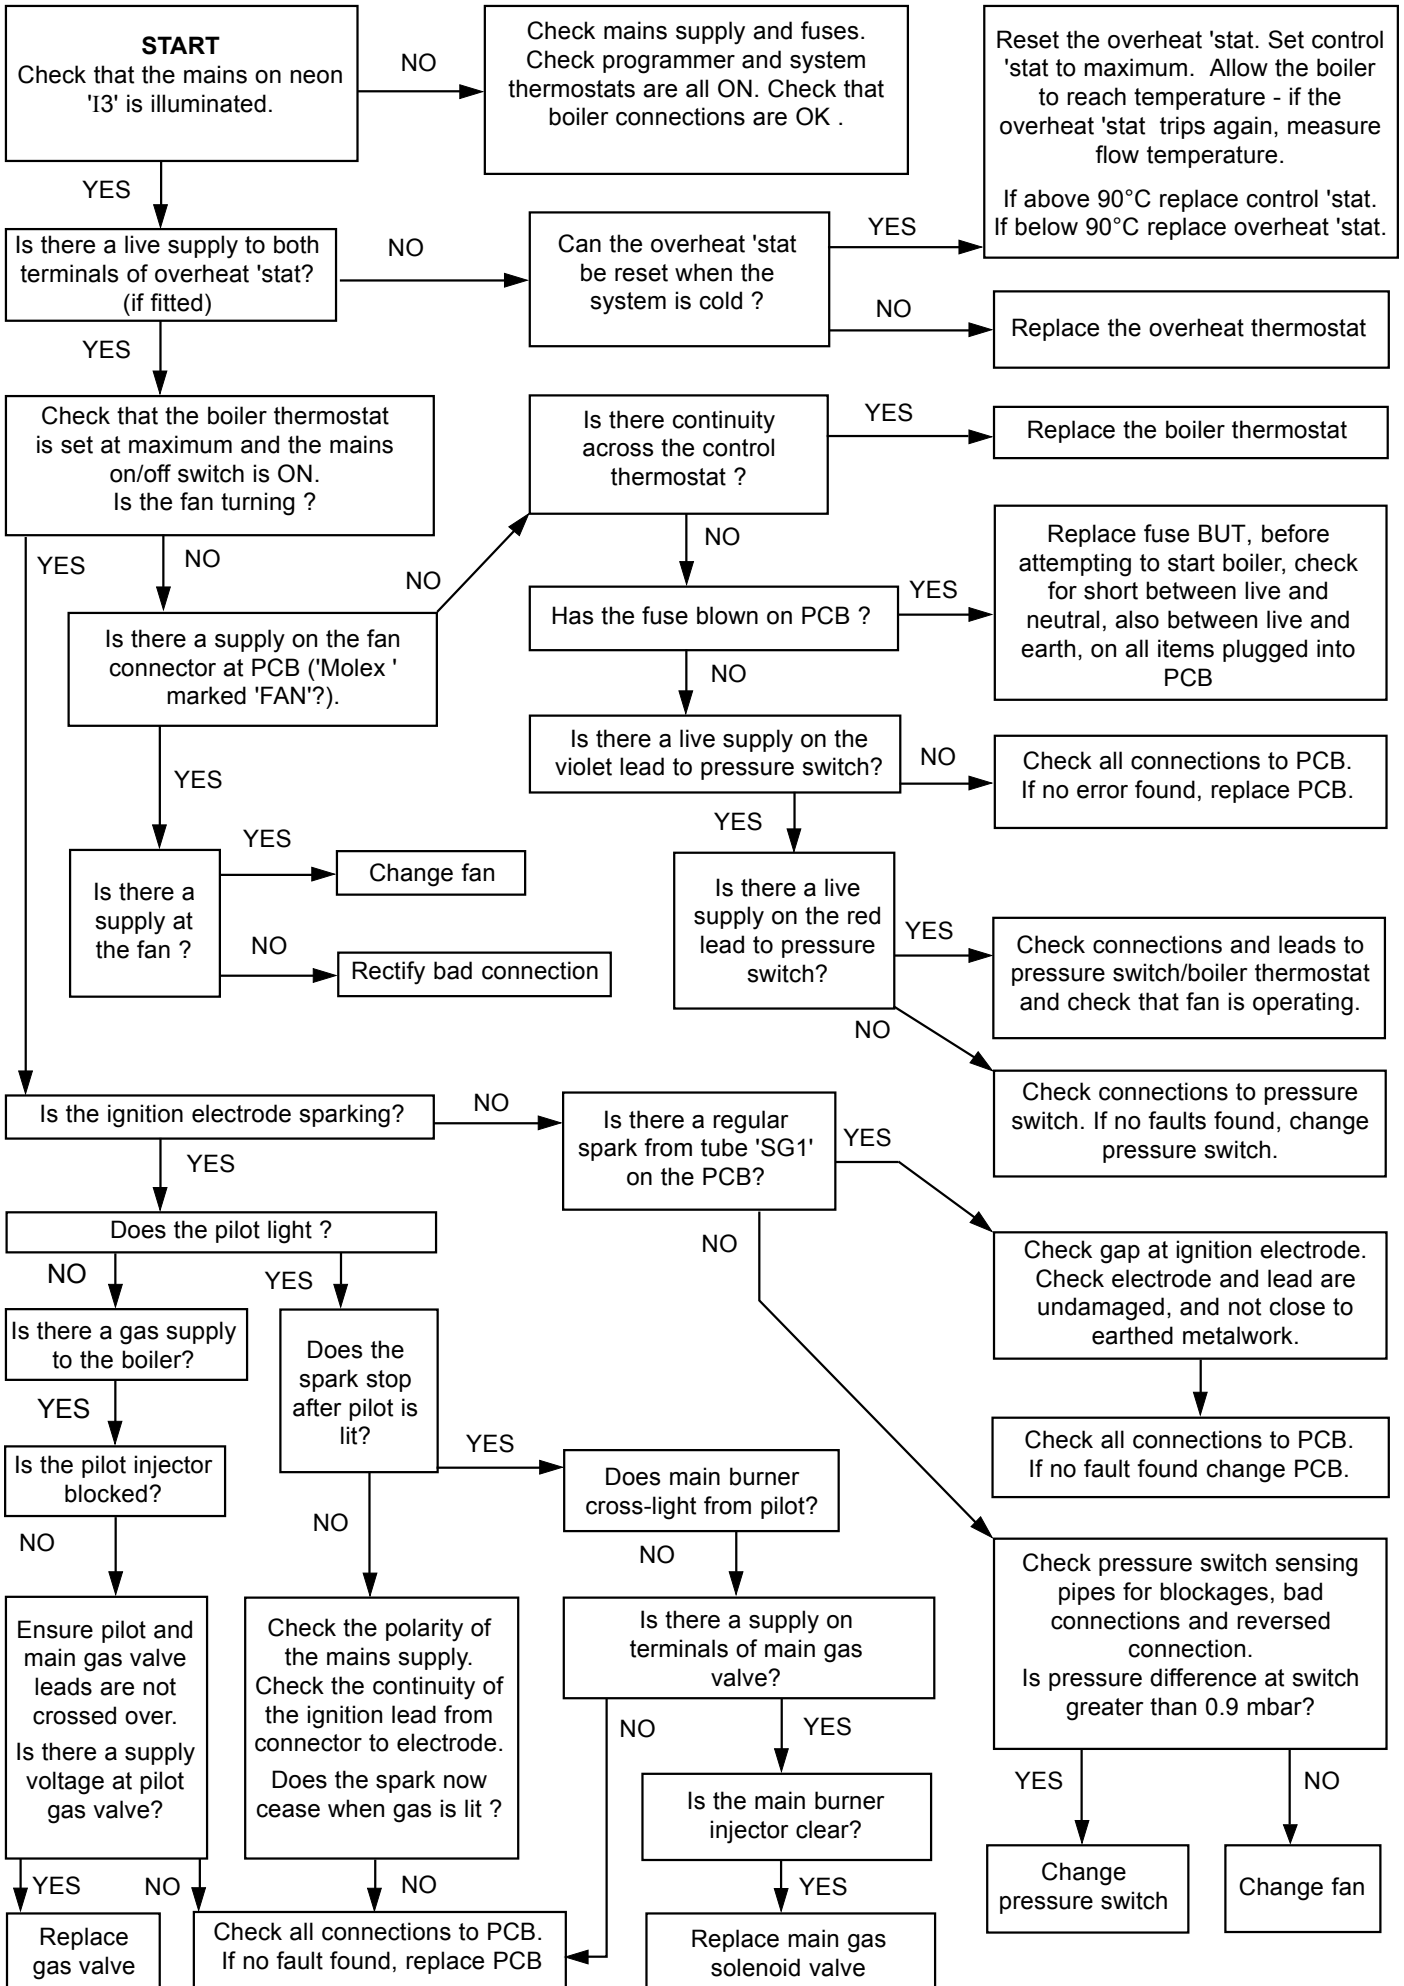 START
Check that the mains on neon
'I3' is illuminated.
NO
Check mains supply and fuses.
Check programmer and system
thermostats are all ON. Check that
boiler connections are OK .
Reset the overheat 'stat. Set control
'stat to maximum. Allow the boiler
to reach temperature - if the
overheat 'stat trips again, measure
flow temperature.
If above 90°C replace control 'stat.
If below 90°C replace overheat 'stat.
YES
Is there a live supply to both
terminals of overheat 'stat?
(if fitted)
NO
Can the overheat 'stat
be reset when the
system is cold ?
YES
NO
Replace the overheat thermostat
YES
Check that the boiler thermostat
is set at maximum and the mains
on/off switch is ON.
Is the fan turning ?
Is there continuity
across the control
thermostat ?
YES
Replace the boiler thermostat
YES
NO
NO
NO
Is there a supply on the fan
connector at PCB ('Molex '
marked 'FAN'?).
Has the fuse blown on PCB ?
YES
Replace fuse BUT, before
attempting to start boiler, check
for short between live and
neutral, also between live and
earth, on all items plugged into
PCB
NO
Is there a live supply on the
violet lead to pressure switch?
NO
Check all connections to PCB.
If no error found, replace PCB.
YES
YES
Is there a
supply at
the fan ?
YES
Change fan
NO
Rectify bad connection
Is there a live
supply on the red
lead to pressure
switch?
YES
Check connections and leads to
pressure switch/boiler thermostat
and check that fan is operating.
NO
Check connections to pressure
switch. If no faults found, change
pressure switch.
Is the ignition electrode sparking?
NO
Is there a regular
spark from tube 'SG1'
on the PCB?
YES
YES
NO
Check gap at ignition electrode.
Check electrode and lead are
undamaged, and not close to
earthed metalwork.
Check all connections to PCB.
If no fault found change PCB.
Does the pilot light ?
NO
YES
Is there a gas supply
to the boiler?
Does the
spark stop
after pilot is
lit?
YES
Is the pilot injector
blocked?
YES
Does main burner
cross-light from pilot?
NO
NO
NO
Check pressure switch sensing
pipes for blockages, bad
connections and reversed
connection.
Is pressure difference at switch
greater than 0.9 mbar?
Ensure pilot and
main gas valve
leads are not
crossed over.
Is there a supply
voltage at pilot
gas valve?
Check the polarity of
the mains supply.
Check the continuity of
the ignition lead from
connector to electrode.
Does the spark now
cease when gas is lit ?
Is there a supply on
terminals of main gas
valve?
NO
YES
Is the main burner
injector clear?
YES
NO
Change
pressure switch
Change fan
YES
NO
NO
YES
Replace
gas valve
Check all connections to PCB.
If no fault found, replace PCB
Replace main gas
solenoid valve